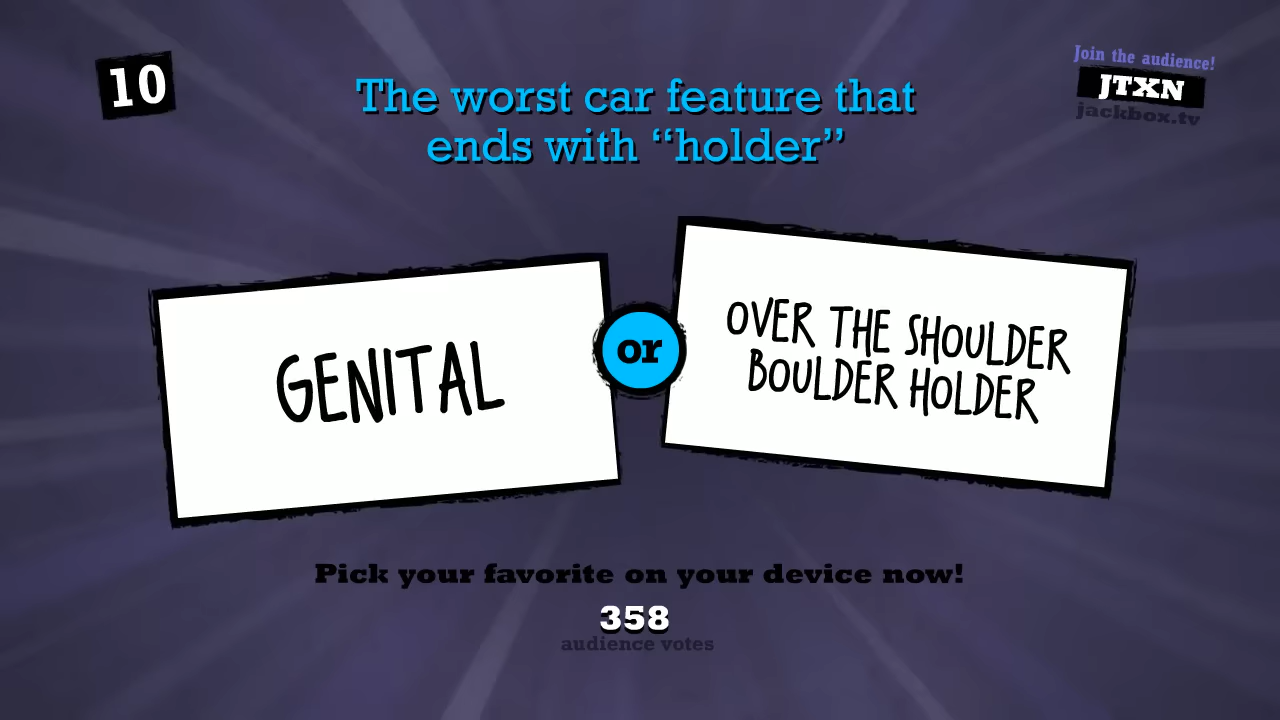 10
Join the audience!
JTXN
jackbox.tv
The worst car feature that
ends with “holder”
GENITAL
or
OVER THE SHOULDER
BOULDER HOLDER
Pick your favorite on your device now!
358
audience votes